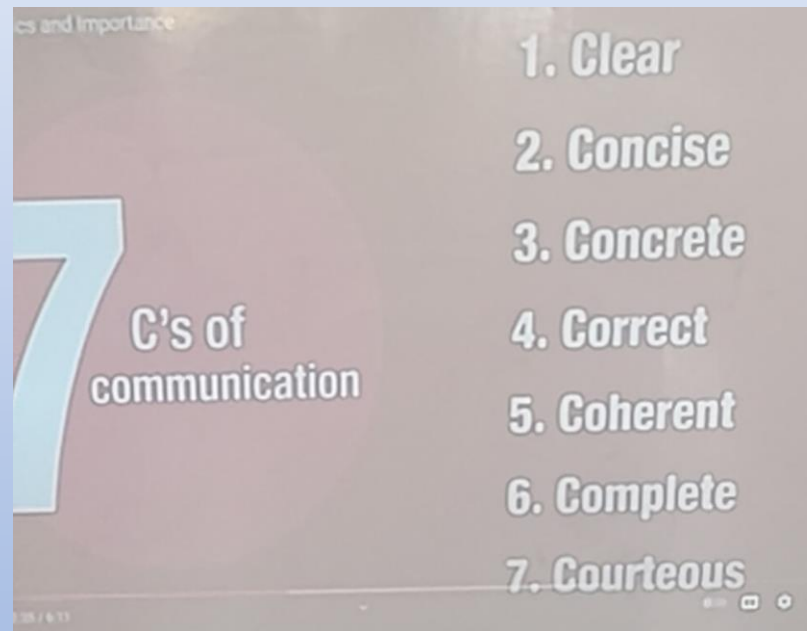 cs and Importance
7
C's of
communication
1. Clear
2. Concise
3. Concrete
4. Correct
5. Coherent
6. Complete
7. Courteous